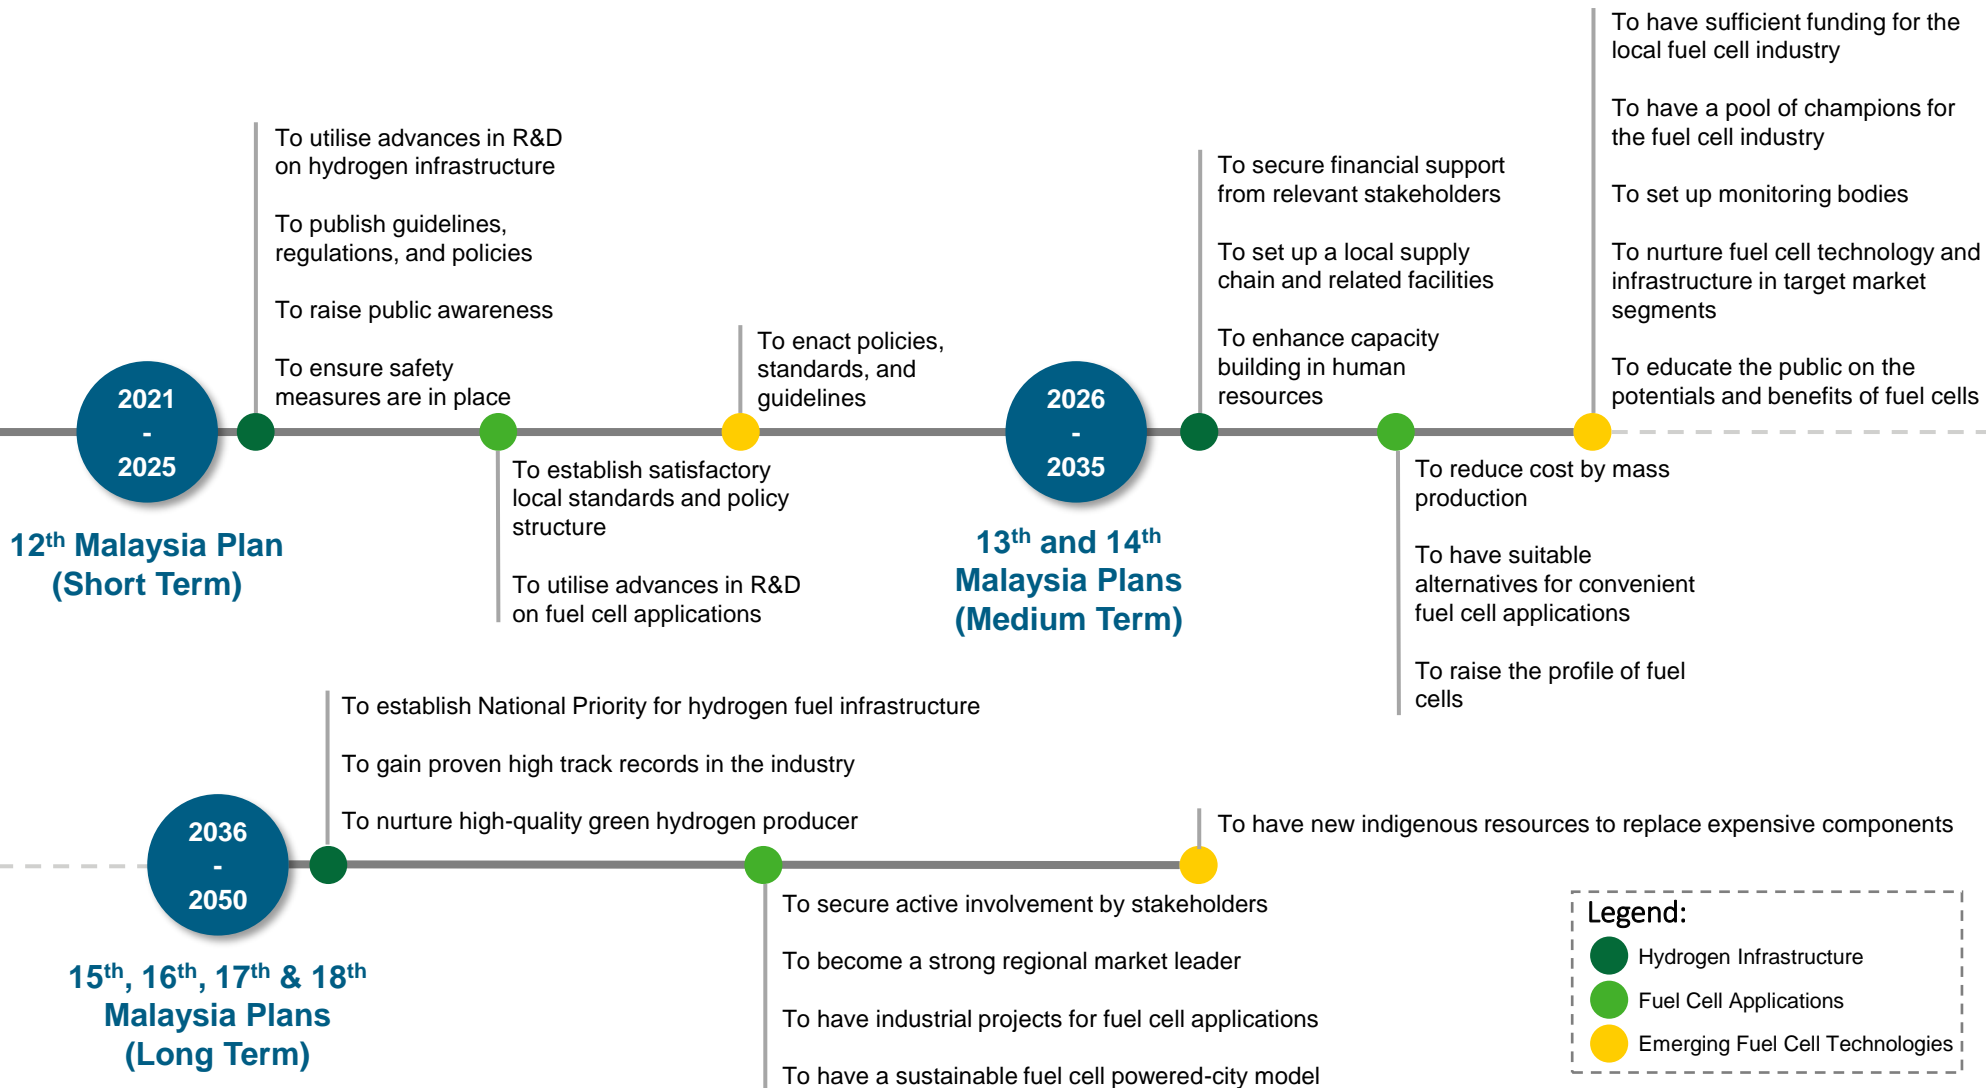 2021
-
2025
12th Malaysia Plan
(Short Term)
To utilise advances in R&D
on hydrogen infrastructure
To publish guidelines,
regulations, and policies
To raise public awareness
To ensure safety
measures are in place
To establish satisfactory
local standards and policy
structure
To utilise advances in R&D
on fuel cell applications
To enact policies,
standards, and
guidelines
2026
-
2035
13th and 14th
Malaysia Plans
(Medium Term)
To secure financial support
from relevant stakeholders
To set up a local supply
chain and related facilities
To enhance capacity
building in human
resources
To reduce cost by mass
production
To have suitable
alternatives for convenient
fuel cell applications
To raise the profile of fuel
cells
To have sufficient funding for the
local fuel cell industry
To have a pool of champions for
the fuel cell industry
To set up monitoring bodies
To nurture fuel cell technology and
infrastructure in target market
segments
To educate the public on the
potentials and benefits of fuel cells
2036
-
2050
15th, 16th, 17th & 18th
Malaysia Plans
(Long Term)
To establish National Priority for hydrogen fuel infrastructure
To gain proven high track records in the industry
To nurture high-quality green hydrogen producer
To secure active involvement by stakeholders
To become a strong regional market leader
To have industrial projects for fuel cell applications
To have a sustainable fuel cell powered-city model
To have new indigenous resources to replace expensive components
Legend:
Hydrogen Infrastructure
Fuel Cell Applications
Emerging Fuel Cell Technologies